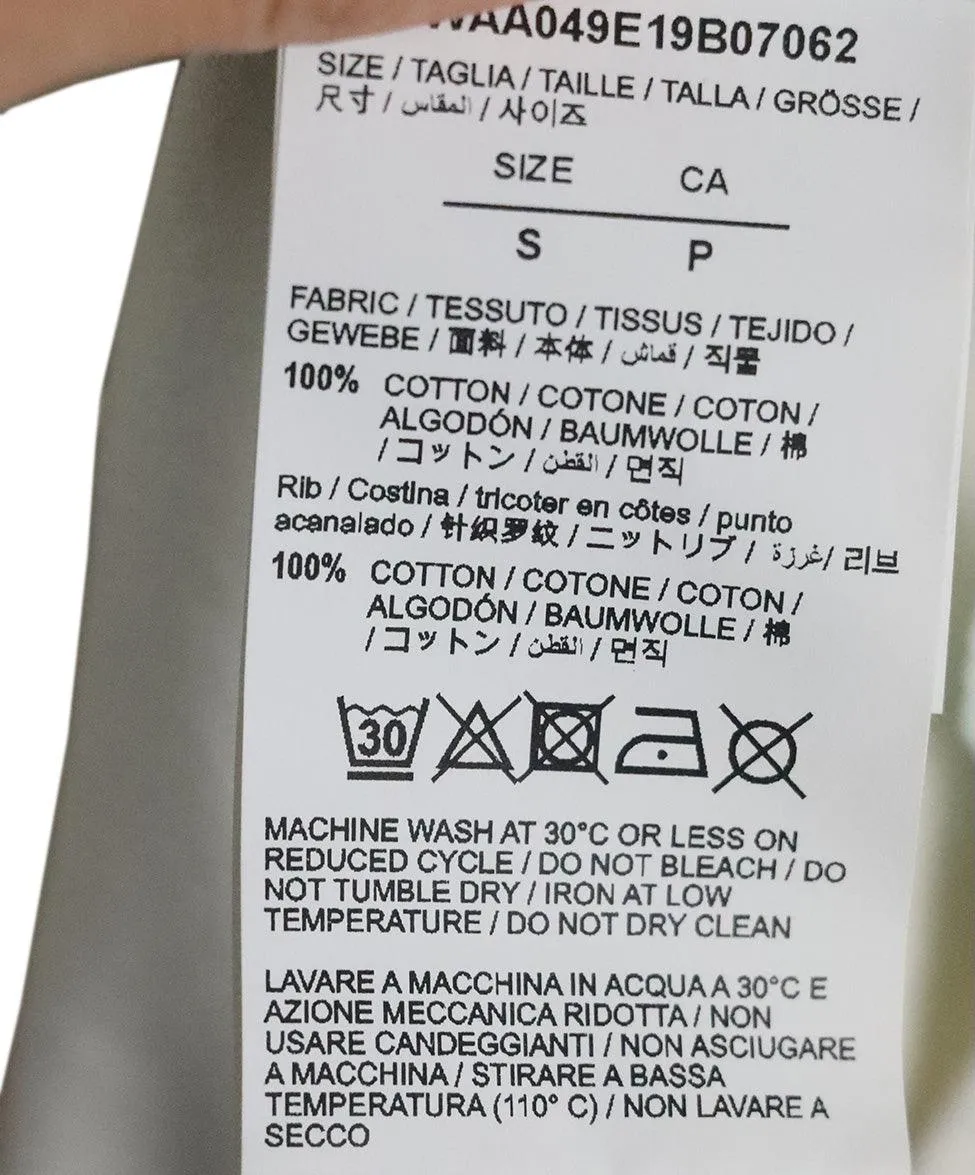 WAA049E19B07062
SIZE / TAGLIA / TAILLE / TALLA / GRÖSSE /
尺寸 / المقاس / 사이즈
SIZE CA
S P
FABRIC / TESSUTO / TISSUS / TEJIDO /
GEWEBE / 面料 / 本体 / قماش / 직물
100% COTTON / COTONE / COTON /
ALGODÓN / BAUMWOLLE / 棉
/ コットン / القطن / 면직
Rib / Costina / tricoter en côtes / punto
acanalado / 针织罗纹 / ニットリブ / غرزة / 리브
100% COTTON / COTONE / COTON /
ALGODÓN / BAUMWOLLE / 棉
/ コットン / القطن / 면직
30
MACHINE WASH AT 30°C OR LESS ON
REDUCED CYCLE / DO NOT BLEACH / DO
NOT TUMBLE DRY / IRON AT LOW
TEMPERATURE / DO NOT DRY CLEAN
LAVARE A MACCHINA IN ACQUA A 30°C E
AZIONE MECCANICA RIDOTTA / NON
USARE CANDEGGIANTI / NON ASCIUGARE
A MACCHINA / STIRARE A BASSA
TEMPERATURA (110° C) / NON LAVARE A
SECCO